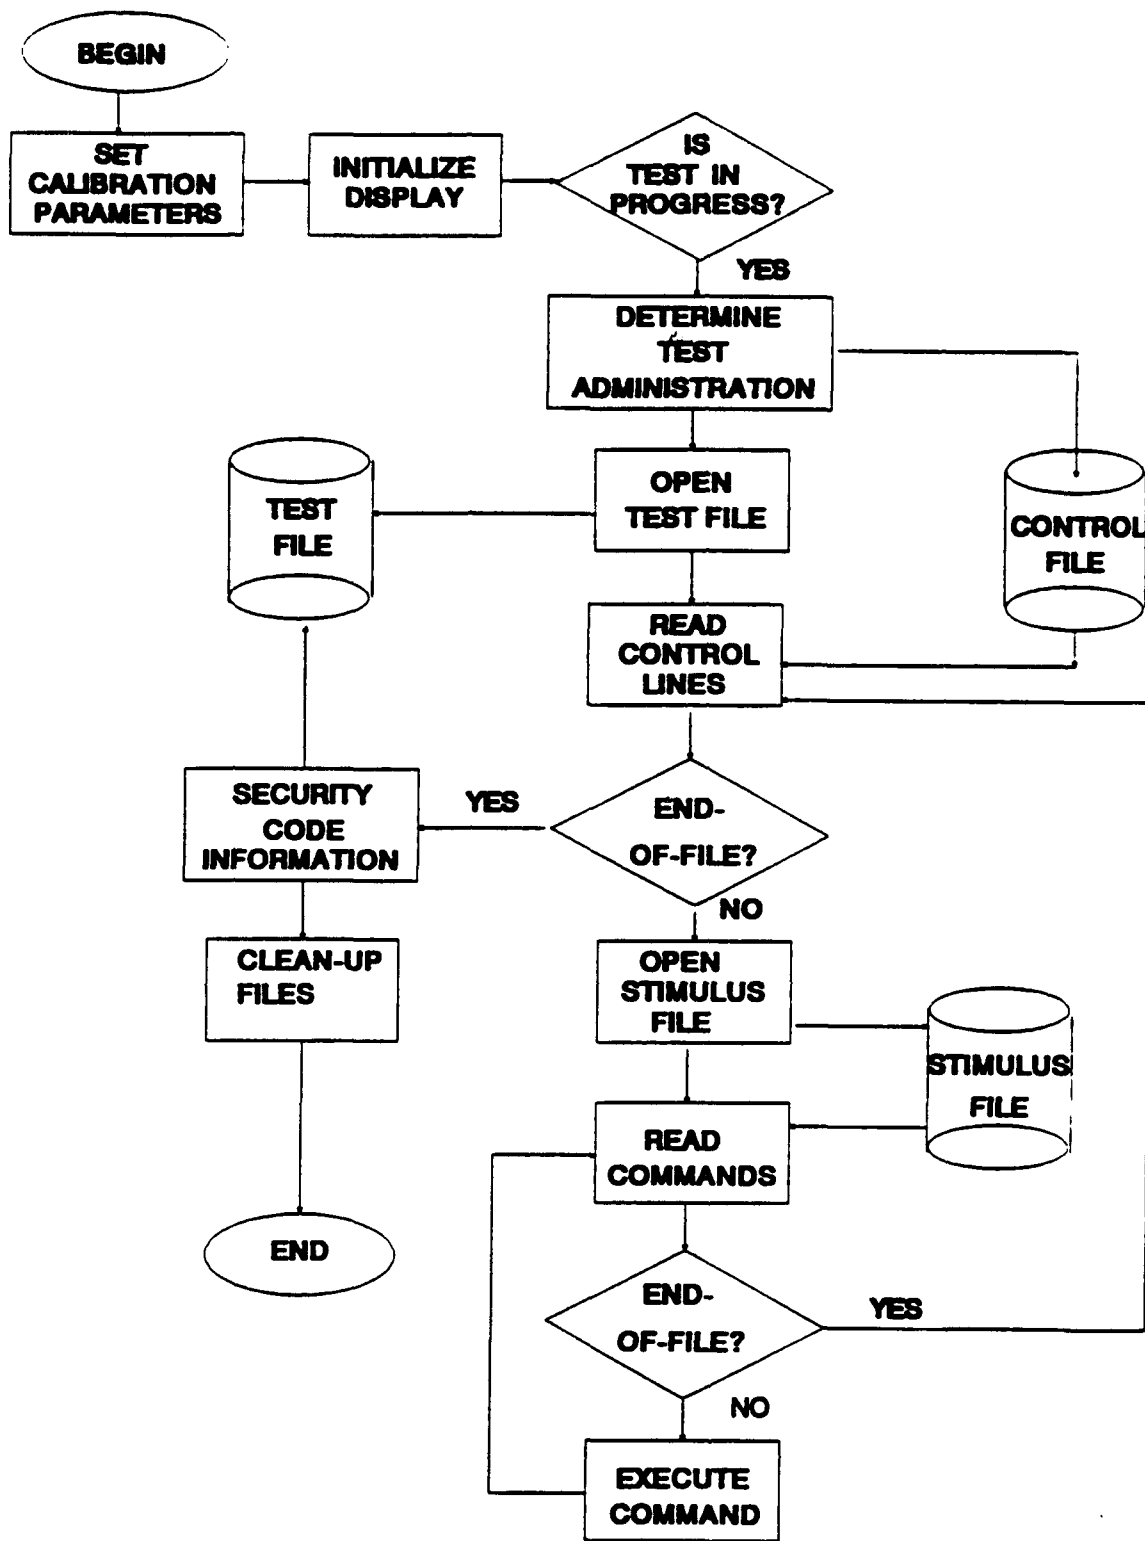 BEGIN
SET
CALIBRATION
PARAMETERS
INITIALIZE
DISPLAY
IS
TEST IN
PROGRESS?
YES
DETERMINE
TEST
ADMINISTRATION
OPEN
TEST FILE
TEST
FILE
CONTROL
FILE
READ
CONTROL
LINES
END-
OF-FILE?
YES
SECURITY
CODE
INFORMATION
CLEAN-UP
FILES
END
NO
OPEN
STIMULUS
FILE
STIMULUS
FILE
READ
COMMANDS
END-
OF-FILE?
YES
NO
EXECUTE
COMMAND